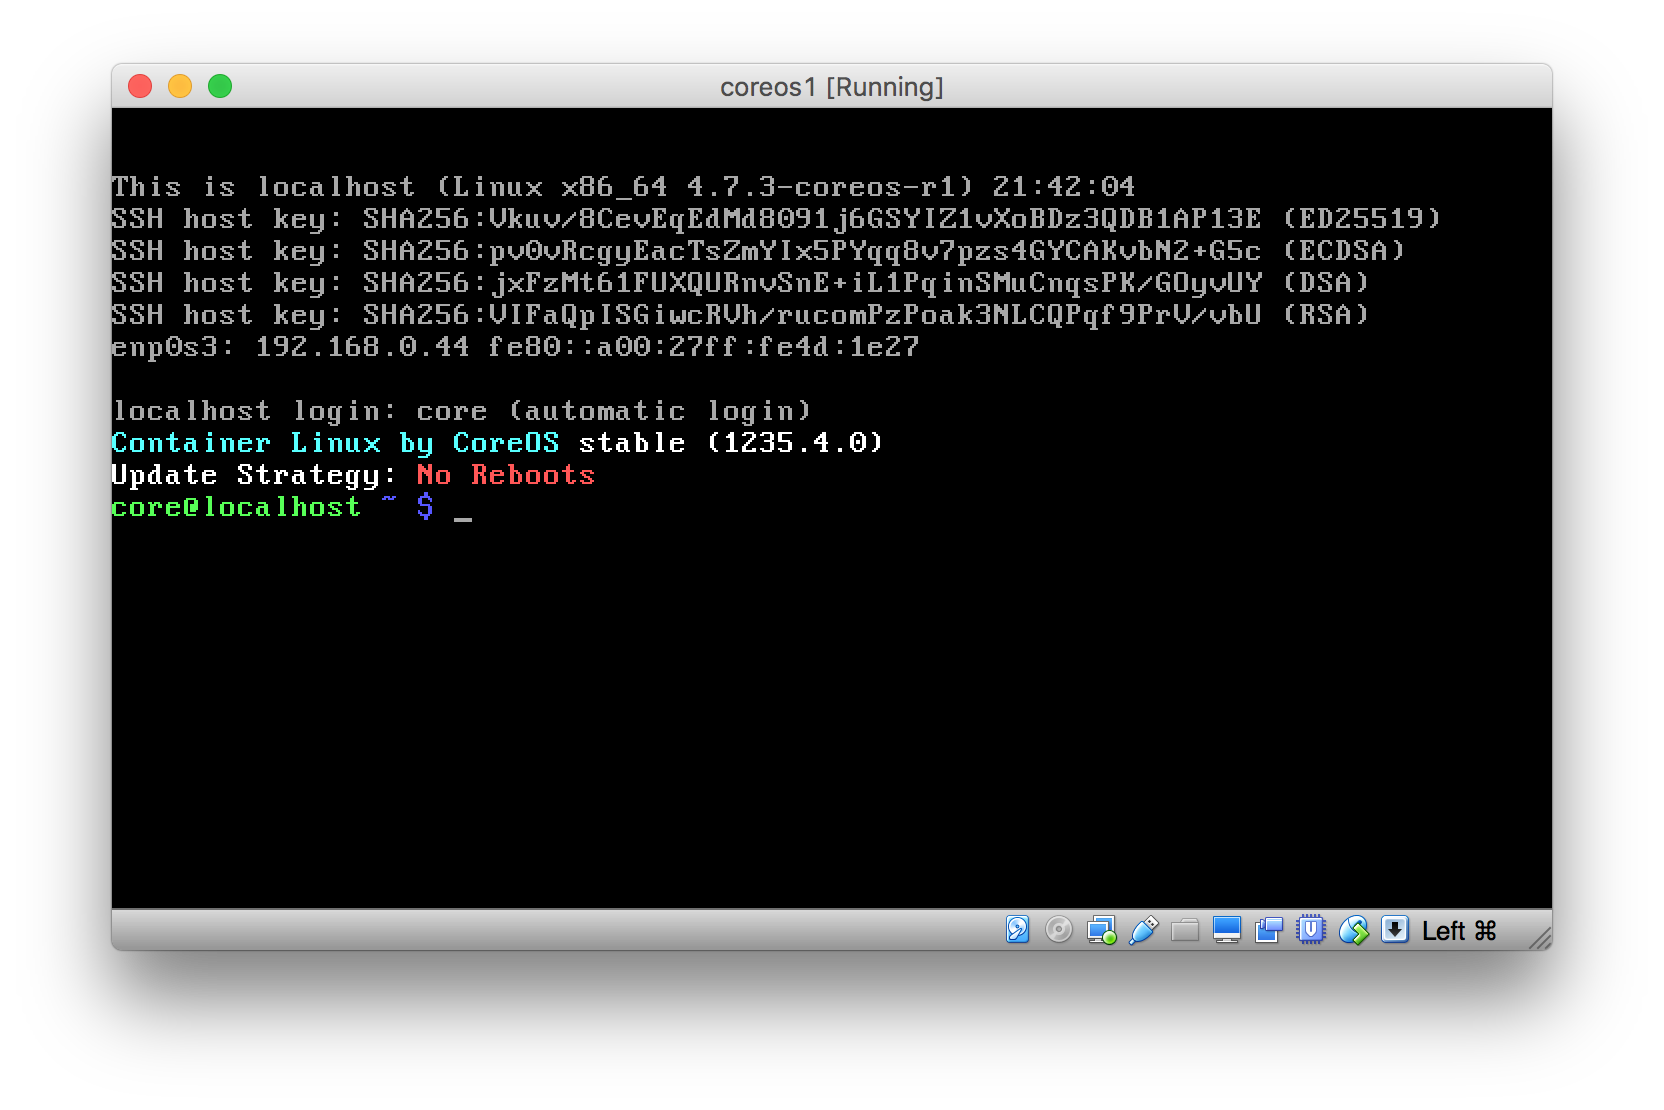 coreos1 [Running]
This is localhost (Linux x86_64 4.7.3-coreos-r1) 21:42:04
SSH host key: SHA256:Vkuv/8CevEqEdMd8091j6GSYIZ1vXoBDz3QDB1AP13E (ED25519)
SSH host key: SHA256:pv0vRcgyEacTsZmYIx5PYqq8v7pzs4GYCAKvbN2+G5c (ECDSA)
SSH host key: SHA256:jxFzMt61FUXQURnvSnE+iL1PqinSMuCnqsPK/GOyvUY (DSA)
SSH host key: SHA256:VIFaQpISGiwcRVh/rucomPzPoak3NLCQPqf9PrV/vbU (RSA)
enp0s3: 192.168.0.44 fe80::a00:27ff:fe4d:1e27
localhost login: core (automatic login)
Container Linux by CoreOS stable (1235.4.0)
Update Strategy: No Reboots
core@localhost ~ $ _
Left ⌘